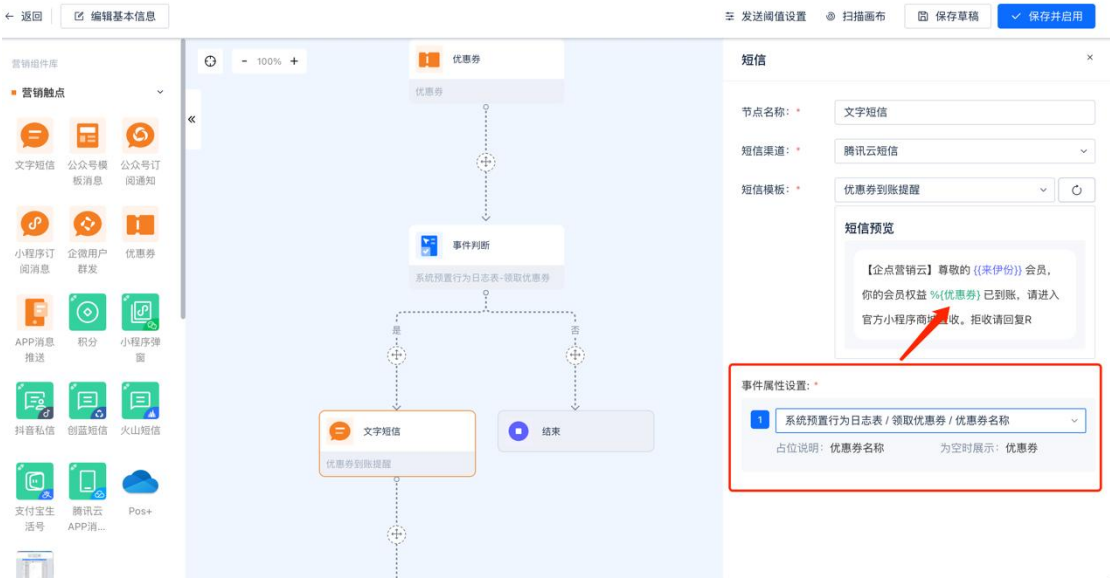 返回
编辑基本信息
发送阈值设置
扫描画布
保存草稿
保存并启用
营销组件库
营销触点
文字短信
公众号模
板消息
公众号订
阅通知
小程序订
阅消息
企微用户
群发
优惠券
APP消息
推送
积分
小程序弹
窗
抖音私信
创蓝短信
火山短信
支付宝生
活号
腾讯云
APP消...
Pos+
- 100% +
优惠券
优惠券
事件判断
系统预置行为日志表-领取优惠券
是
否
文字短信
优惠券到账提醒
结束
短信
节点名称: *
文字短信
短信渠道: *
腾讯云短信
短信模板: *
优惠券到账提醒
短信预览
【企点营销云】尊敬的 {{来伊份}} 会员,
你的会员权益 %{优惠券} 已到账, 请进入
官方小程序商城 收。拒收请回复R
事件属性设置: *
1
系统预置行为日志表 / 领取优惠券 / 优惠券名称
占位说明: 优惠券名称
为空时展示: 优惠券